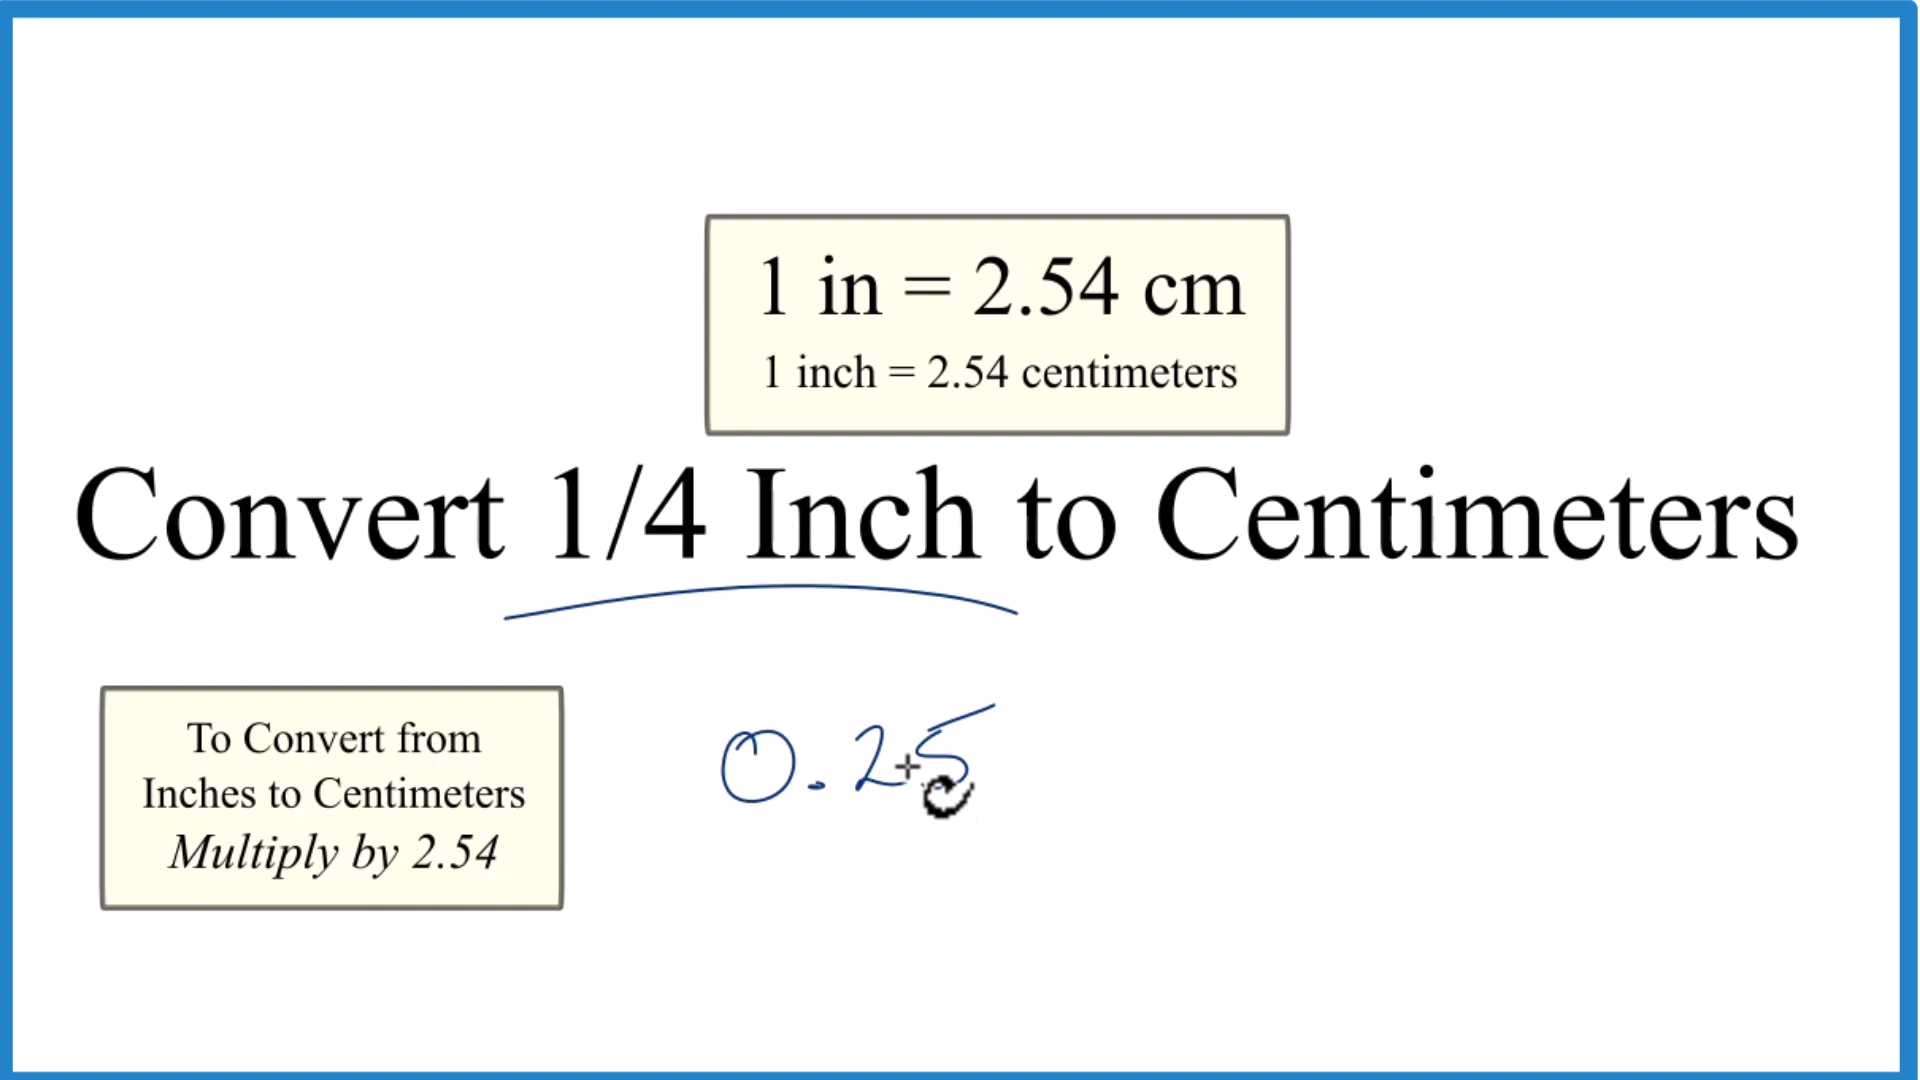 1 in = 2.54 cm
1 inch = 2.54 centimeters
Convert 1/4 Inch to Centimeters
To Convert from
Inches to Centimeters
Multiply by 2.54
0.25